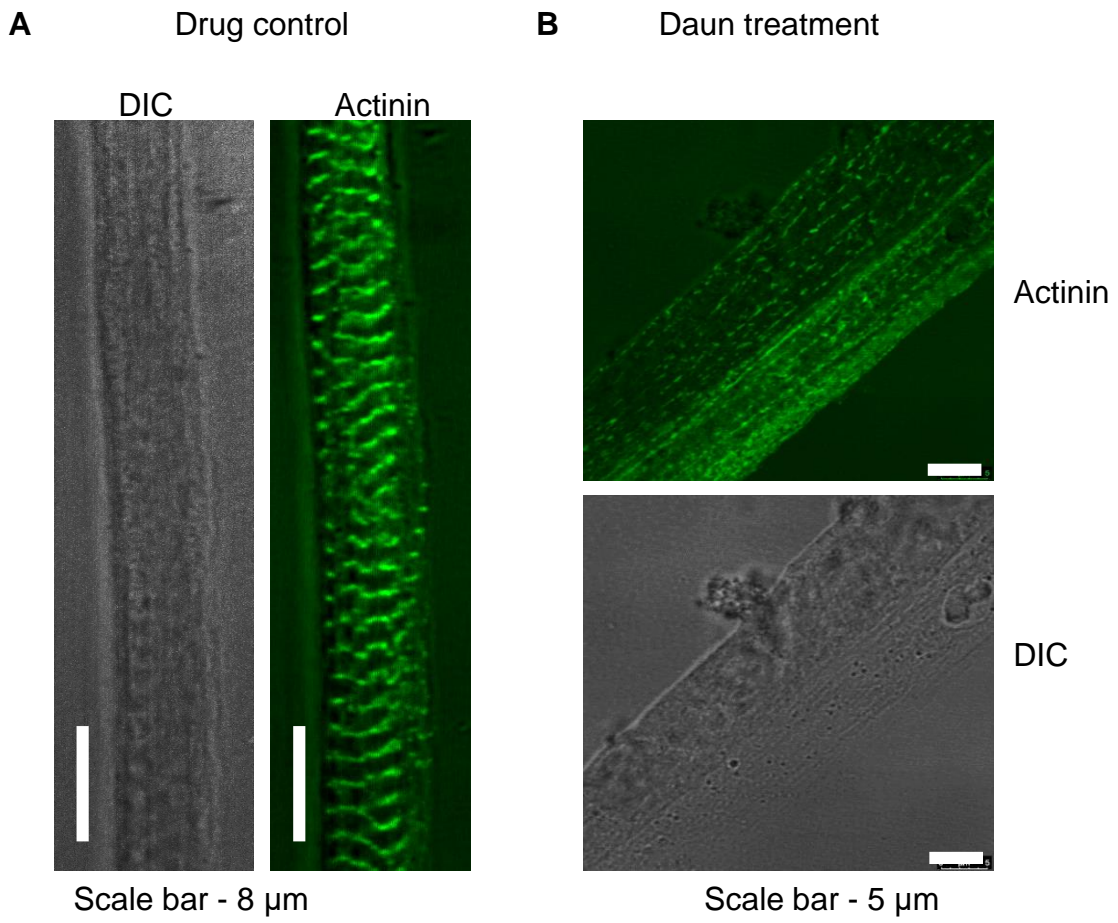 A
Drug control
B
Daun treatment
DIC
Actinin
Actinin
DIC
Scale bar - 8 µm
Scale bar - 5 µm